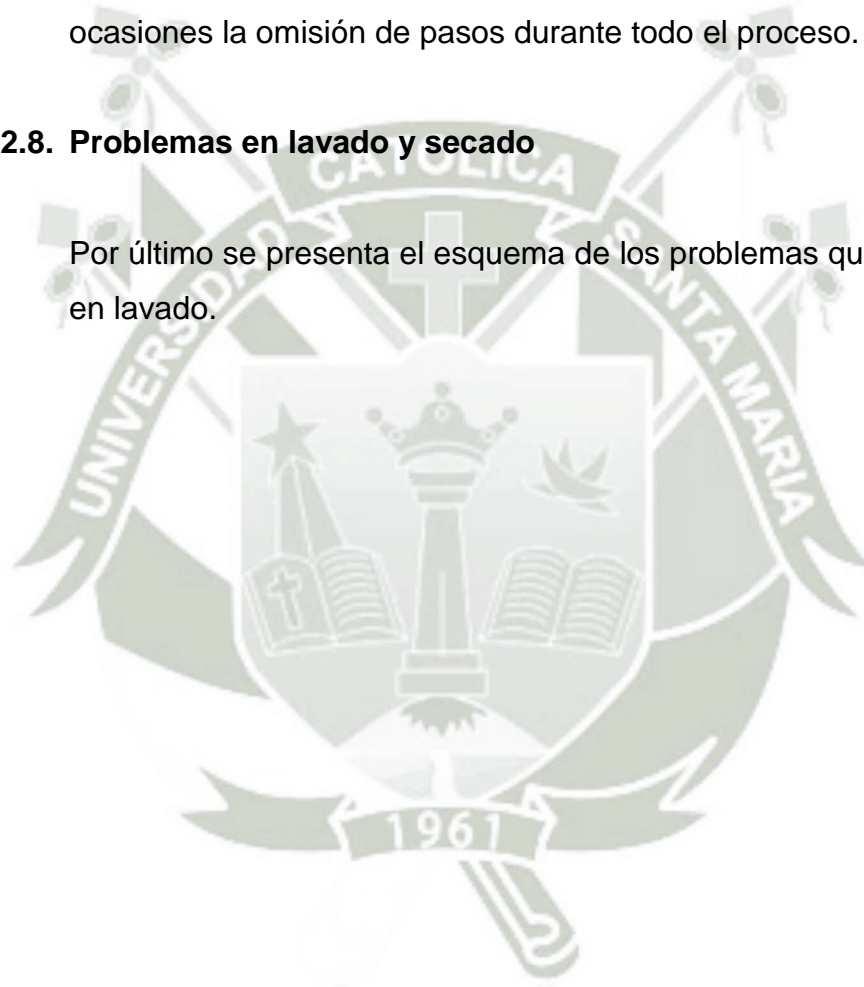 ocasiones la omisión de pasos durante todo el proceso.
2.8. Problemas en lavado y secado
Por último se presenta el esquema de los problemas qu
en lavado.
UNIVERSIDAD CATOLICA SANTA MARIA
1961